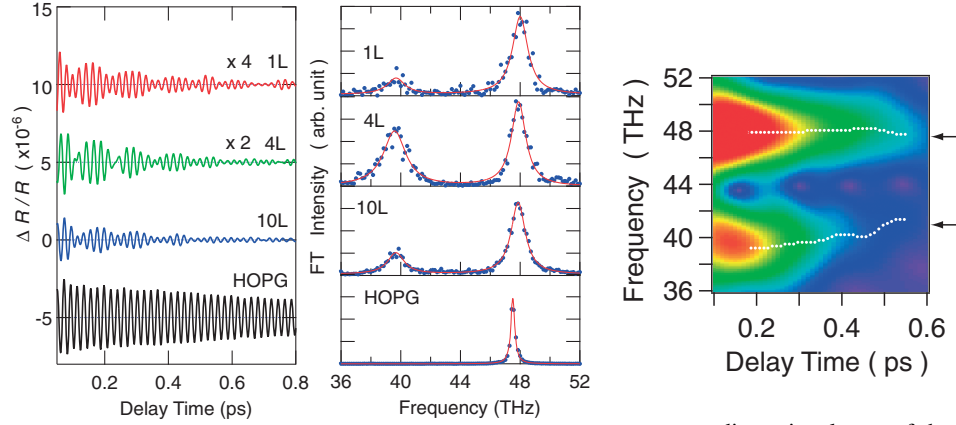 15
10
5
0
-5
Δ R / R (x10⁻⁶)
x 4 1L
x 2 4L
10L
HOPG
0.2 0.4 0.6 0.8
Delay Time (ps)
FT Intensity (arb. unit)
1L
4L
10L
HOPG
36 40 44 48 52
Frequency (THz)
52
48
44
40
36
Frequency (THz)
0.2 0.4 0.6
Delay Time ( ps )